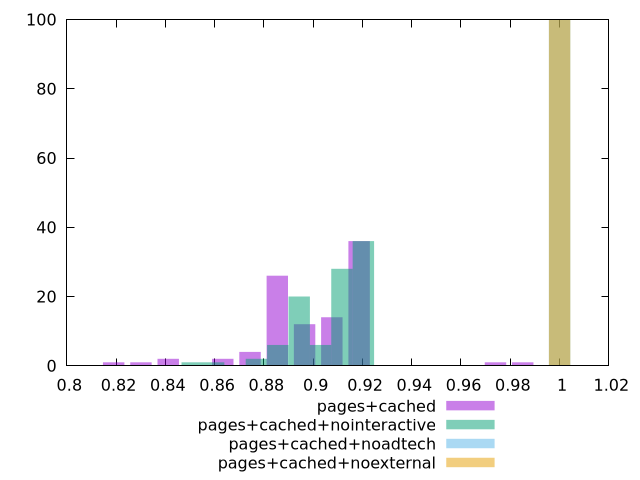 100
80
60
40
20
0
0.8 0.82 0.84 0.86 0.88 0.9 0.92 0.94 0.96 0.98 1 1.02
pages+cached
pages+cached+nointeractive
pages+cached+noadtech
pages+cached+noexternal